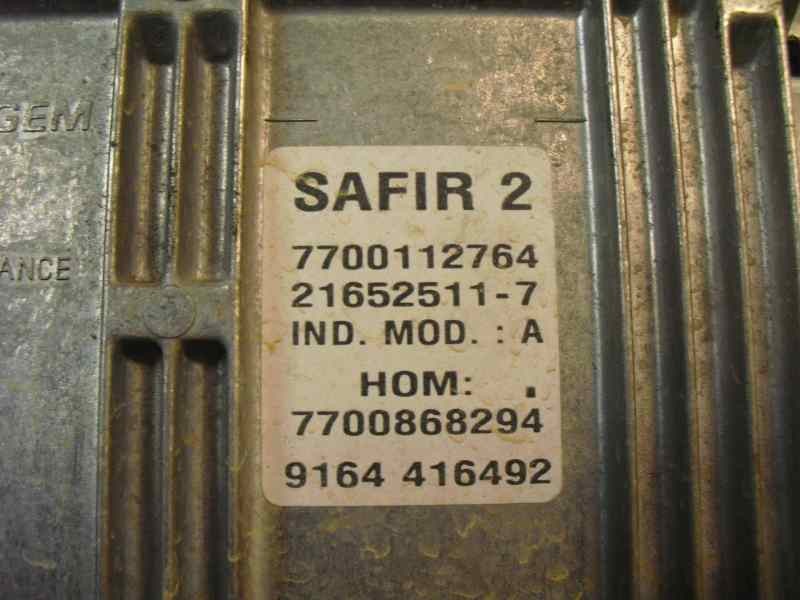 GEM
ANCE
SAFIR 2
7700112764
21652511-7
IND. MOD. : A
HOM: .
7700868294
9164 416492